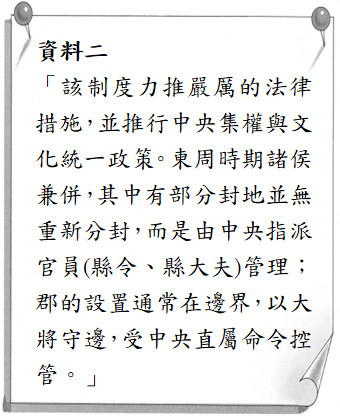 資料二
「該制度力推嚴厲的法律
措施，並推行中央集權與文
化統一政策。東周時期諸侯
兼併，其中有部分封地並無
重新分封，而是由中央指派
官員(縣令、縣大夫)管理；
郡的設置通常在邊界，以大
將守邊，受中央直屬命令控
管。」